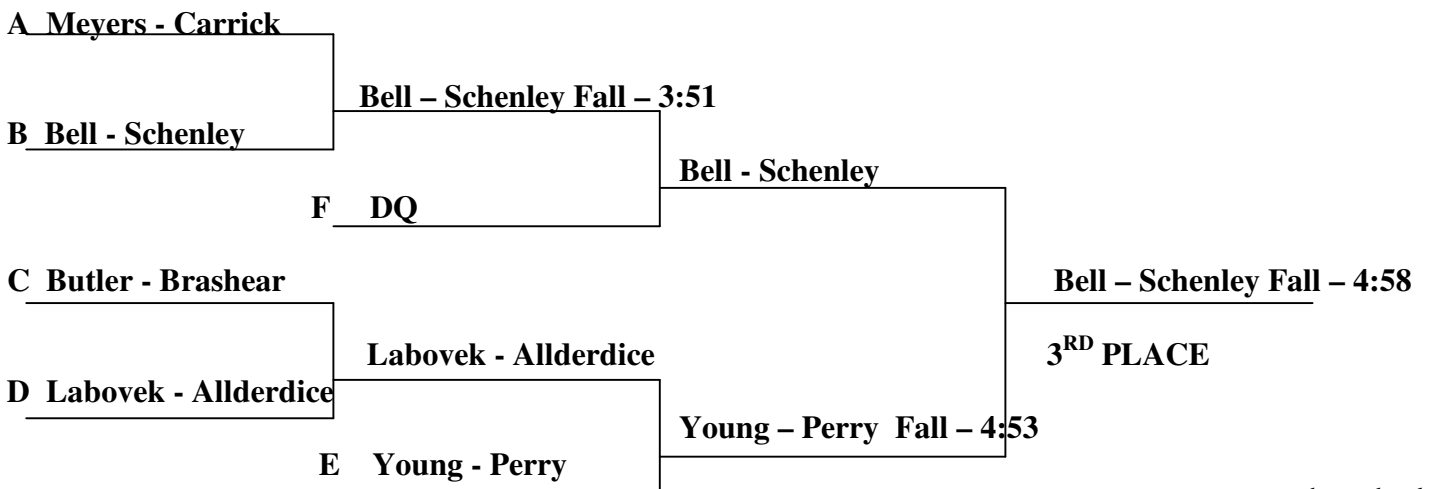 A Meyers - Carrick
Bell – Schenley Fall – 3:51
B Bell - Schenley
Bell - Schenley
F DQ
C Butler - Brashear
Bell – Schenley Fall – 4:58
Labovek - Allderdice
3RD PLACE
D Labovek - Allderdice
Young – Perry Fall – 4:53
E Young - Perry